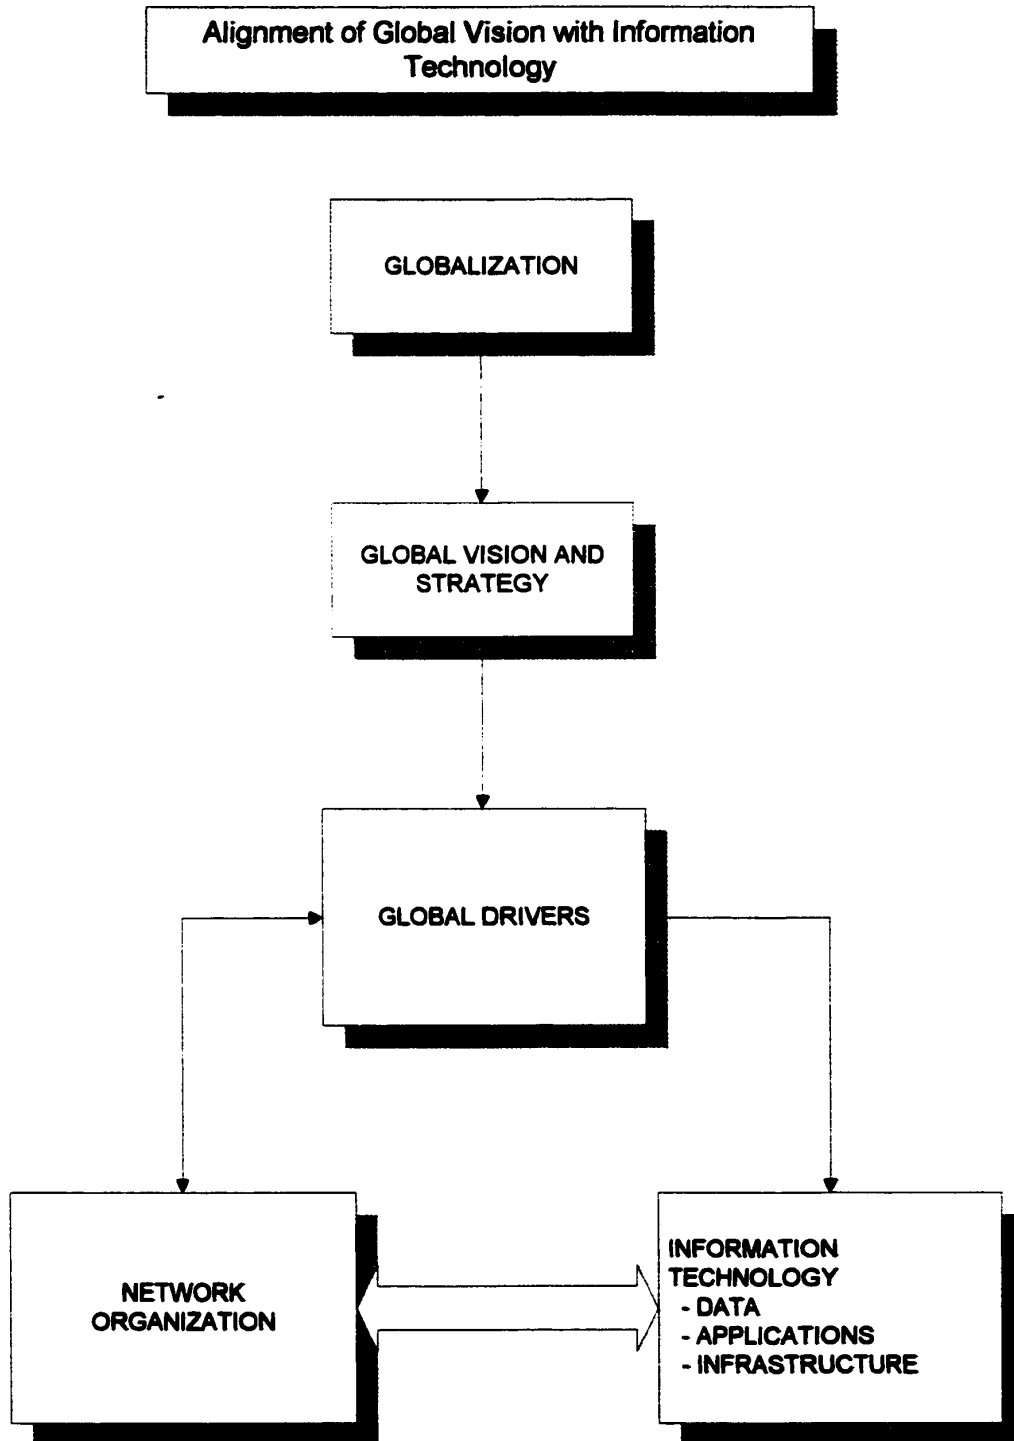 Alignment of Global Vision with Information
Technology
GLOBALIZATION
GLOBAL VISION AND
STRATEGY
GLOBAL DRIVERS
NETWORK
ORGANIZATION
INFORMATION
TECHNOLOGY
- DATA
- APPLICATIONS
- INFRASTRUCTURE